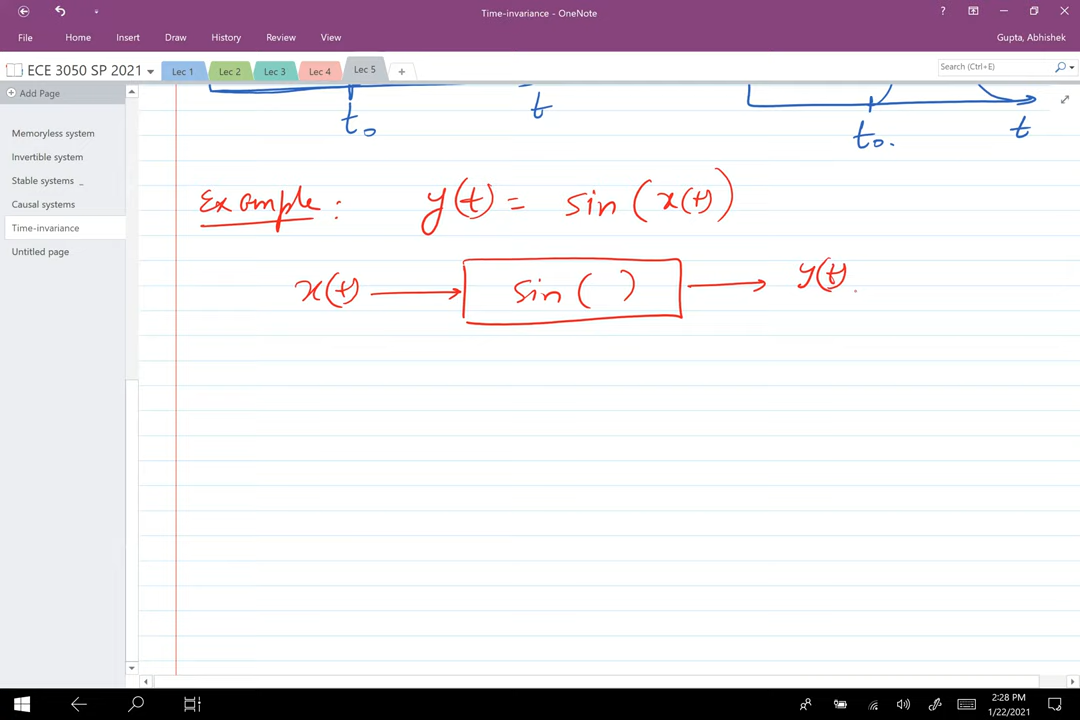 Time-invariance - OneNote
?
File Home Insert Draw History Review View
Gupta, Abhishek
ECE 3050 SP 2021 Lec 1 Lec 2 Lec 3 Lec 4 Lec 5 +
Search (Ctrl+E)
Add Page
Memoryless system
Invertible system
Stable systems _
Causal systems
Time-invariance
Untitled page
t₀ t t₀. t
Example: y(t) = sin(x(t))
x(t) sin( ) y(t).
2:28 PM
1/22/2021